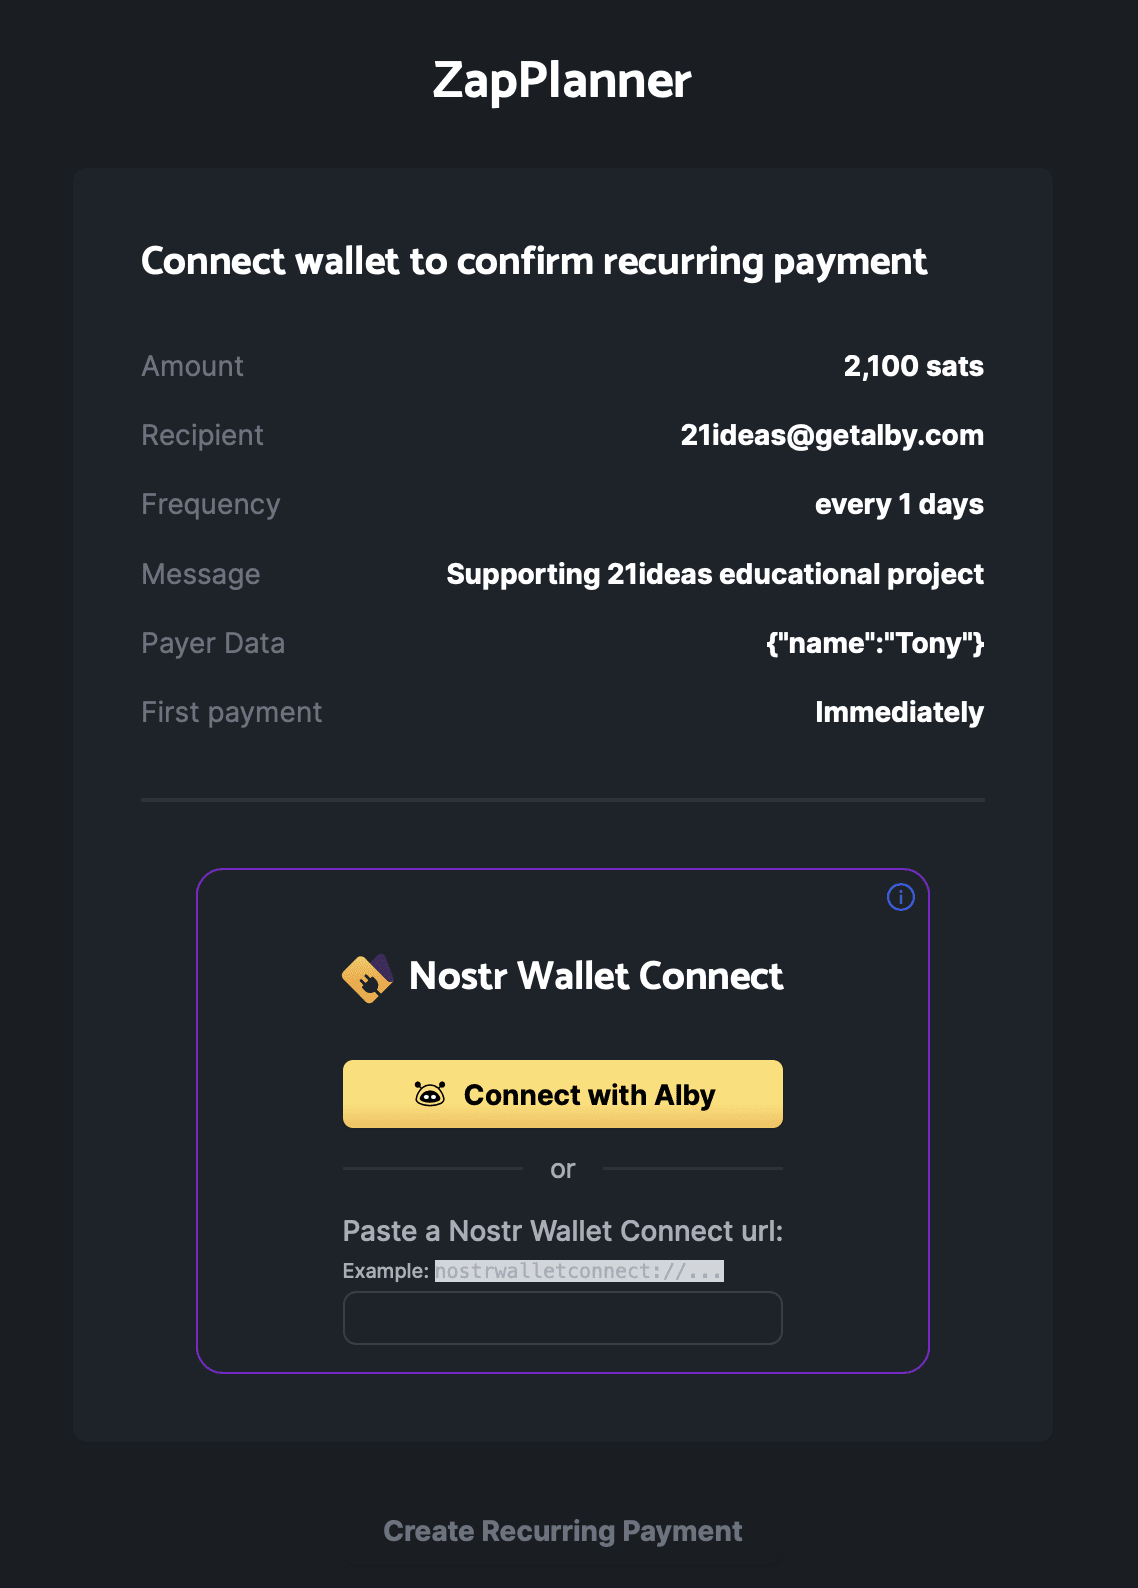 ZapPlanner
Connect wallet to confirm recurring payment
Amount 2,100 sats
Recipient 21ideas@getalby.com
Frequency every 1 days
Message Supporting 21ideas educational project
Payer Data {"name":"Tony"}
First payment Immediately
Nostr Wallet Connect
Connect with Alby
or
Paste a Nostr Wallet Connect url:
Example: nostrwalletconnect://...
Create Recurring Payment